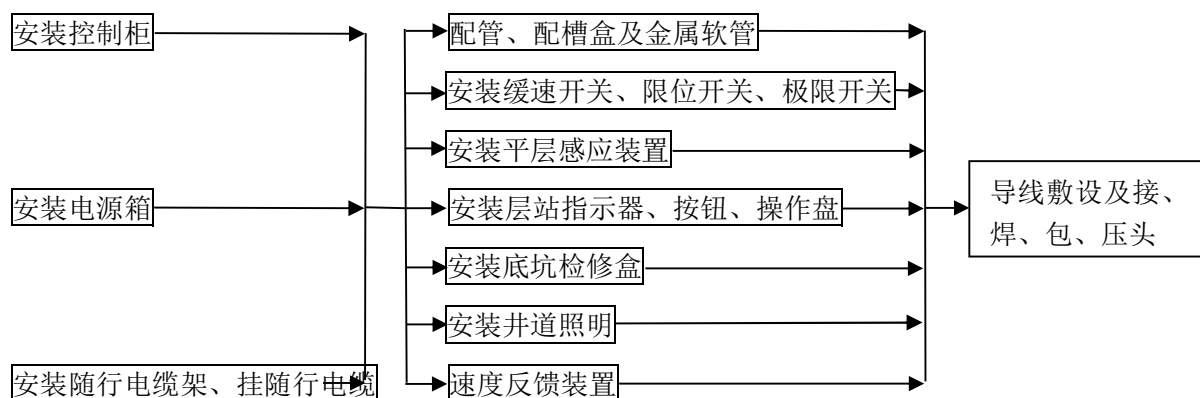 安装控制柜
安装电源箱
安装随行电缆架、挂随行电缆
配管、配槽盒及金属软管
安装缓速开关、限位开关、极限开关
安装平层感应装置
安装层站指示器、按钮、操作盘
安装底坑检修盒
安装井道照明
速度反馈装置
导线敷设及接、
焊、包、压头